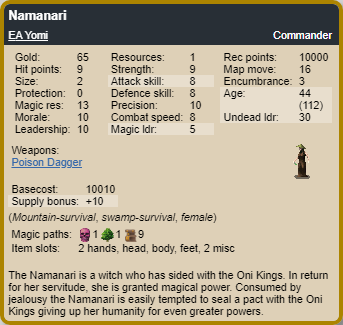 Namanari
EA Yomi Commander
Gold: 65 Resources: 1 Rec points: 10000
Hit points: 9 Strength: 9 Map move: 16
Size: 2 Attack skill: 8 Encumbrance: 3
Protection: 0 Defence skill: 8 Age: 44
Magic res: 13 Precision: 10 (112)
Morale: 10 Combat speed: 8 Undead ldr: 30
Leadership: 10 Magic ldr: 5
Weapons:
Poison Dagger
Basecost: 10010
Supply bonus: +10
(Mountain-survival, swamp-survival, female)
Magic paths: 1 1 9
Item slots: 2 hands, head, body, feet, 2 misc
The Namanari is a witch who has sided with the Oni Kings. In return
for her servitude, she is granted magical power. Consumed by
jealousy the Namanari is easily tempted to seal a pact with the Oni
Kings giving up her humanity for even greater powers.